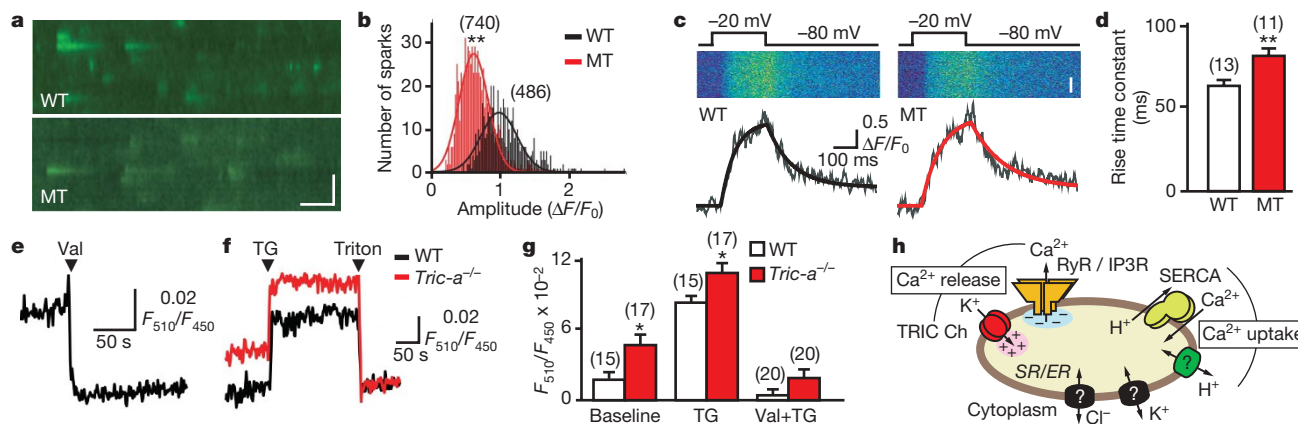 a
WT
MT
b
Number of sparks
30
20
10
0
0
1
2
Amplitude (ΔF/F₀)
(740)
**
(486)
WT
MT
c
–20 mV
–80 mV
WT
–20 mV
–80 mV
MT
0.5
ΔF/F₀
100 ms
d
Rise time constant
(ms)
100
50
0
(13)
(11)
**
WT
MT
e
Val
0.02
F₅₁₀/F₄₅₀
50 s
f
TG
Triton
WT
Tric-a⁻/⁻
0.02
F₅₁₀/F₄₅₀
50 s
g
F₅₁₀/F₄₅₀ x 10⁻²
12
6
0
WT
Tric-a⁻/⁻
(15)
(17)
*
(15)
(17)
*
(20)
(20)
Baseline
TG
Val+TG
h
Ca²⁺
RyR / IP3R
Ca²⁺ release
K⁺
TRIC Ch
SERCA
Ca²⁺
H⁺
Ca²⁺ uptake
?
H⁺
SR/ER
Cytoplasm
?
Cl⁻
?
K⁺